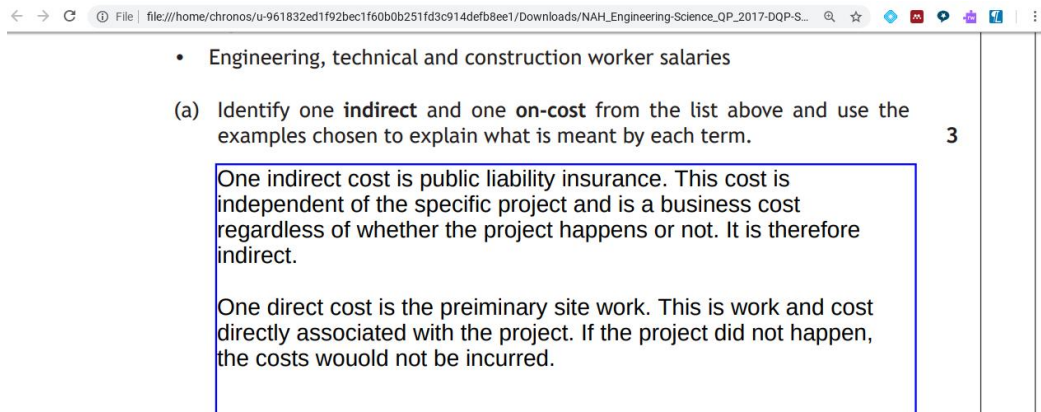 File | file:///home/chronos/u-961832ed1f92bec1f60b0b251fd3c914defb8ee1/Downloads/NAH_Engineering-Science_QP_2017-DQP-S...
• Engineering, technical and construction worker salaries
(a) Identify one indirect and one on-cost from the list above and use the
examples chosen to explain what is meant by each term. 3
One indirect cost is public liability insurance. This cost is
independent of the specific project and is a business cost
regardless of whether the project happens or not. It is therefore
indirect.
One direct cost is the preiminary site work. This is work and cost
directly associated with the project. If the project did not happen,
the costs wouold not be incurred.